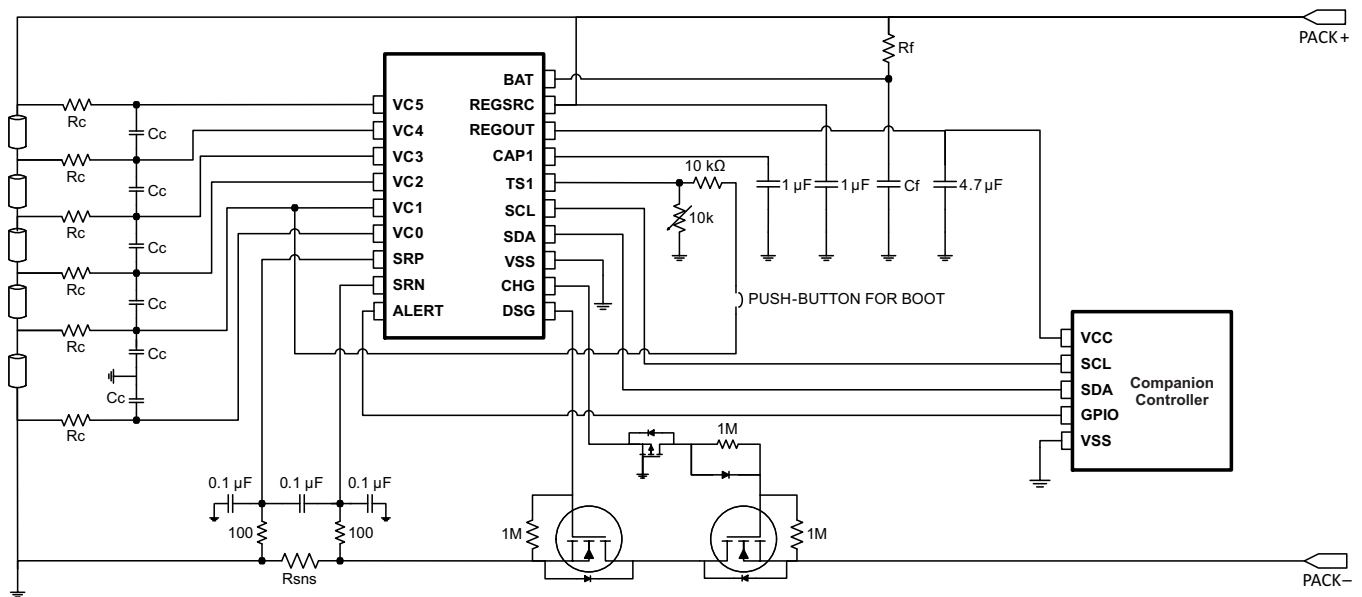 PACK+
Rf
BAT
REGSRC
REGOUT
CAP1
TS1
SCL
SDA
VSS
CHG
DSG
VC5
VC4
VC3
VC2
VC1
VC0
SRP
SRN
ALERT
Rc
Rc
Rc
Rc
Rc
Rc
Cc
Cc
Cc
Cc
Cc
Cc
10 kΩ
10k
1 µF
1 µF
Cf
4.7 µF
PUSH-BUTTON FOR BOOT
VCC
SCL
SDA
GPIO
VSS
Companion
Controller
1M
0.1 µF
0.1 µF
0.1 µF
100
100
1M
1M
Rsns
PACK–